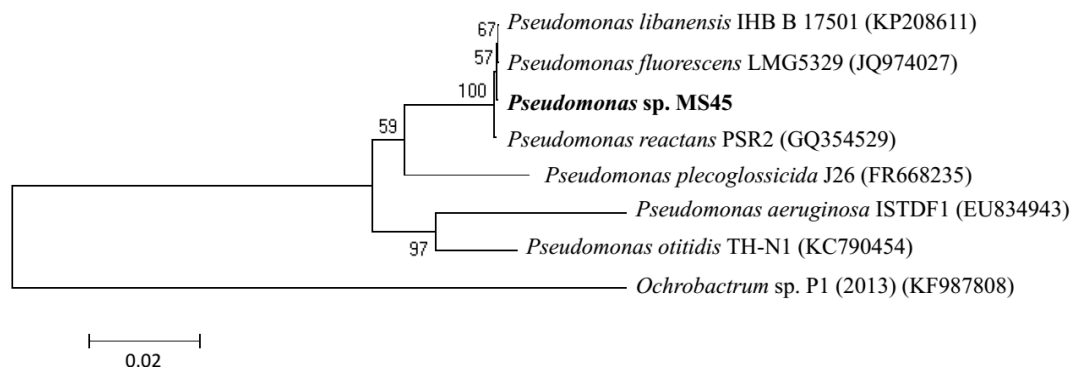 67
Pseudomonas libanensis IHB B 17501 (KP208611)
57
Pseudomonas fluorescens LMG5329 (JQ974027)
100
Pseudomonas sp. MS45
59
Pseudomonas reactans PSR2 (GQ354529)
Pseudomonas plecoglossicida J26 (FR668235)
Pseudomonas aeruginosa ISTDF1 (EU834943)
97
Pseudomonas otitidis TH-N1 (KC790454)
Ochrobactrum sp. P1 (2013) (KF987808)
0.02